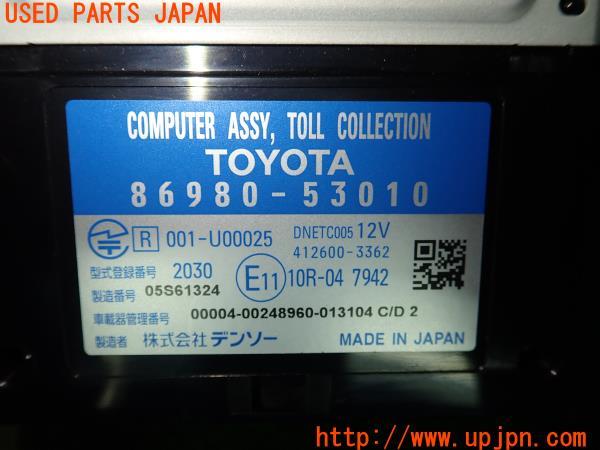 USED PARTS JAPAN
COMPUTER ASSY, TOLL COLLECTION
TOYOTA
86980-53010
R 001-U00025 DNETC005 12V
412600-3362
型式登録番号 2030 E11 10R-04 7942
製造番号 05S61324
車載器管理番号 00004-00248960-013104 C/D 2
製造者 株式会社 デンソー MADE IN JAPAN
http://www.upjpn.com